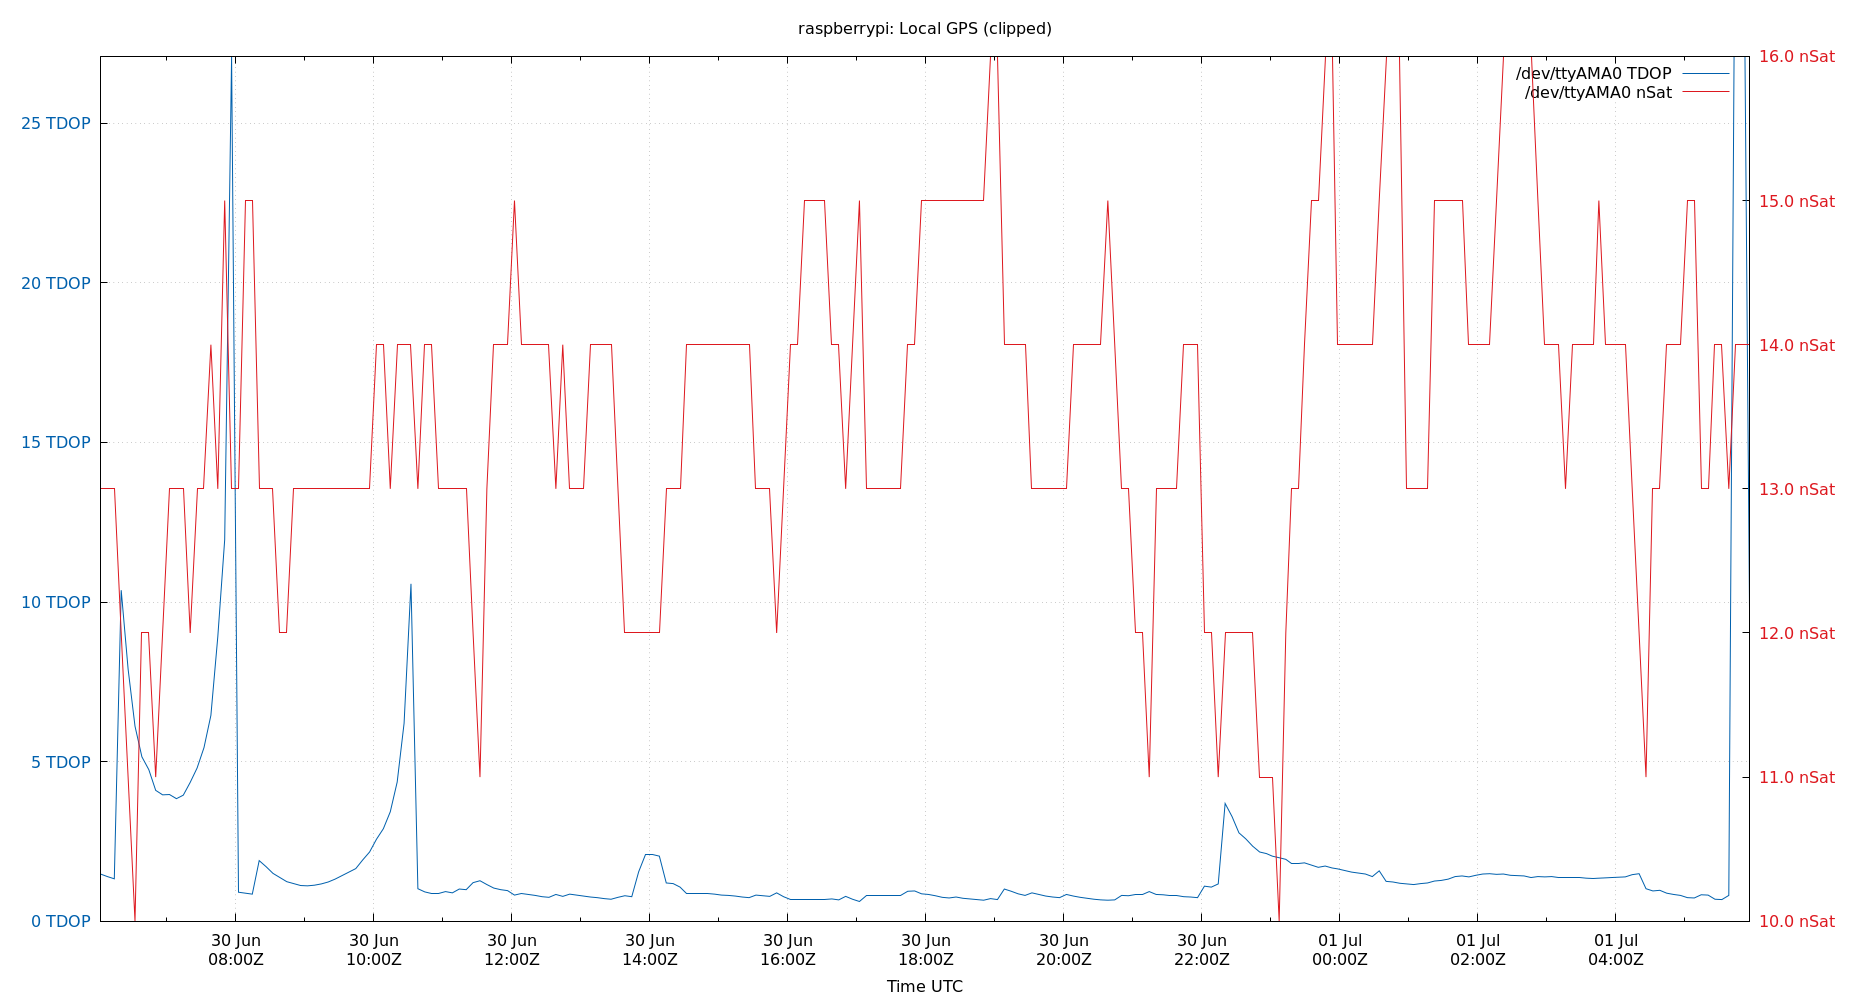 raspberrypi: Local GPS (clipped)
/dev/ttyAMA0 TDOP
/dev/ttyAMA0 nSat
25 TDOP
20 TDOP
15 TDOP
10 TDOP
5 TDOP
0 TDOP
16.0 nSat
15.0 nSat
14.0 nSat
13.0 nSat
12.0 nSat
11.0 nSat
10.0 nSat
30 Jun
08:00Z
30 Jun
10:00Z
30 Jun
12:00Z
30 Jun
14:00Z
30 Jun
16:00Z
30 Jun
18:00Z
30 Jun
20:00Z
30 Jun
22:00Z
01 Jul
00:00Z
01 Jul
02:00Z
01 Jul
04:00Z
Time UTC